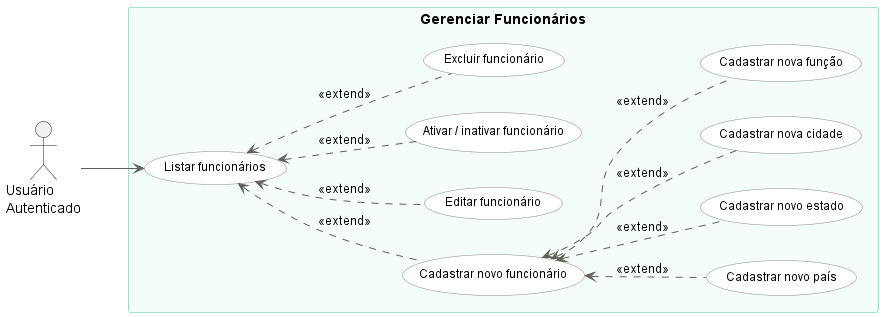 Gerenciar Funcionários
Excluir funcionário
Cadastrar nova função
«extend»
«extend»
Ativar / inativar funcionário
Cadastrar nova cidade
«extend»
Listar funcionários
«extend»
Usuário
Autenticado
«extend»
Editar funcionário
Cadastrar novo estado
«extend»
«extend»
Cadastrar novo funcionário
«extend»
Cadastrar novo país